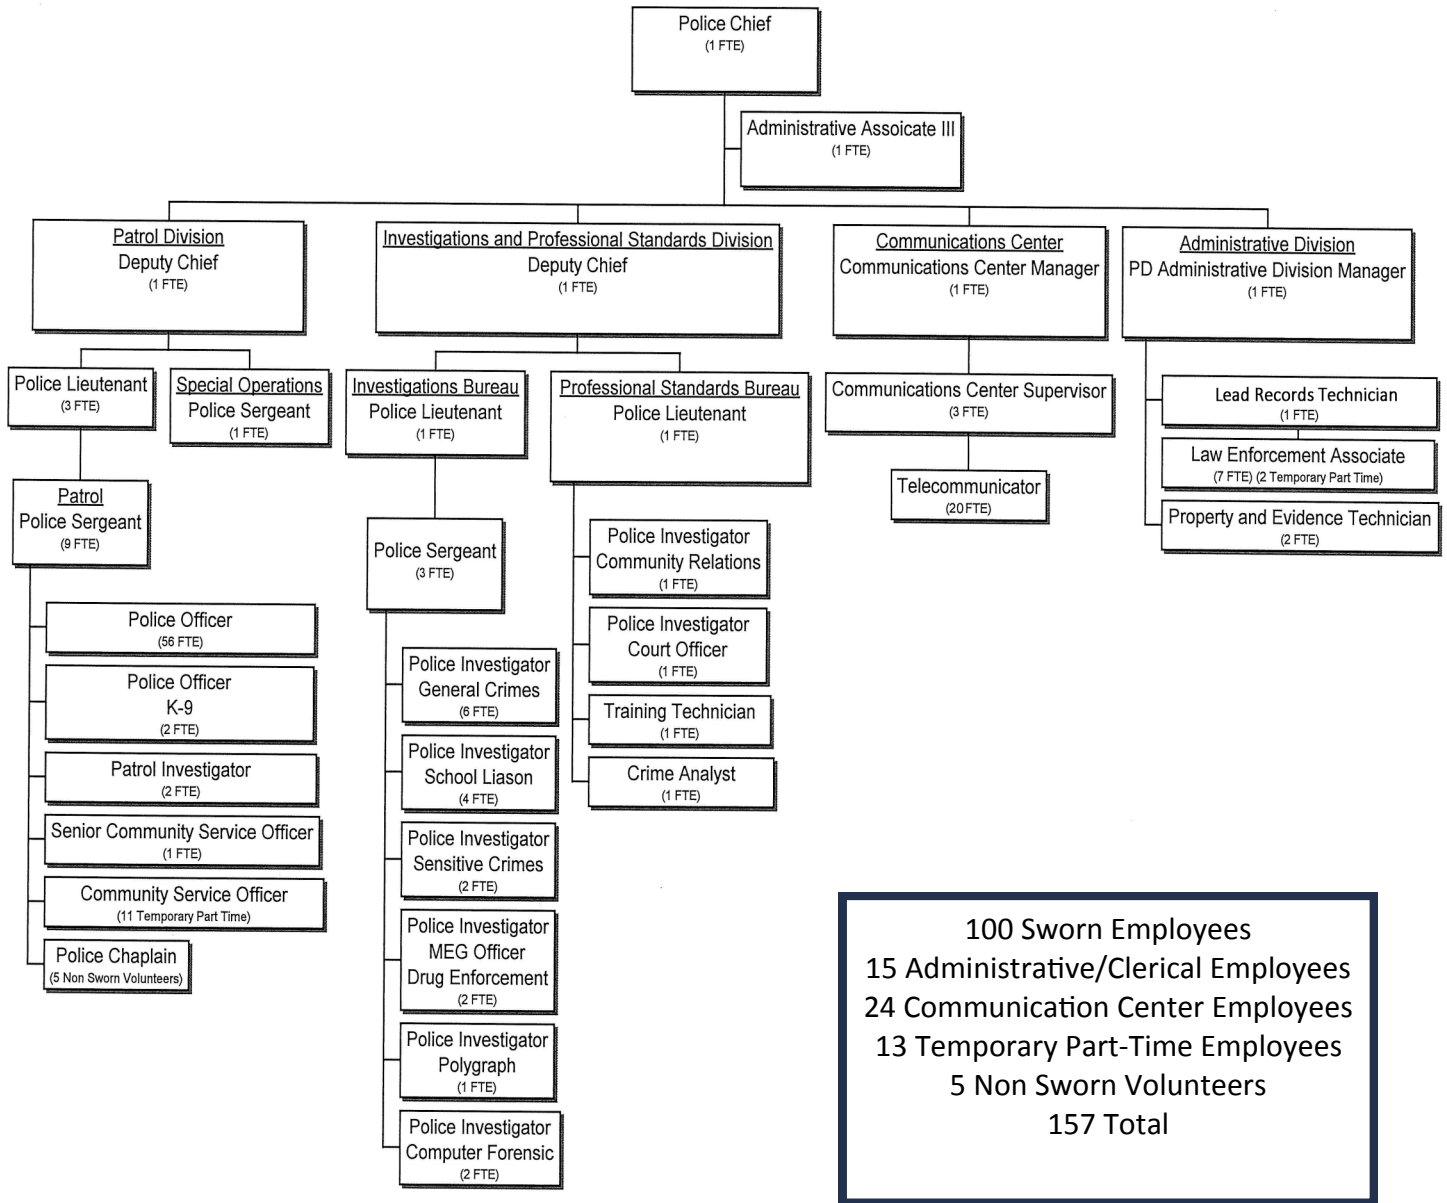 Police Chief
(1 FTE)
Administrative Assoicate III
(1 FTE)
Patrol Division
Deputy Chief
(1 FTE)
Investigations and Professional Standards Division
Deputy Chief
(1 FTE)
Communications Center
Communications Center Manager
(1 FTE)
Administrative Division
PD Administrative Division Manager
(1 FTE)
Police Lieutenant
(3 FTE)
Special Operations
Police Sergeant
(1 FTE)
Patrol
Police Sergeant
(9 FTE)
Police Officer
(56 FTE)
Police Officer
K-9
(2 FTE)
Patrol Investigator
(2 FTE)
Senior Community Service Officer
(1 FTE)
Community Service Officer
(11 Temporary Part Time)
Police Chaplain
(5 Non Sworn Volunteers)
Investigations Bureau
Police Lieutenant
(1 FTE)
Police Sergeant
(3 FTE)
Police Investigator
General Crimes
(6 FTE)
Police Investigator
School Liason
(4 FTE)
Police Investigator
Sensitive Crimes
(2 FTE)
Police Investigator
MEG Officer
Drug Enforcement
(2 FTE)
Police Investigator
Polygraph
(1 FTE)
Police Investigator
Computer Forensic
(2 FTE)
Professional Standards Bureau
Police Lieutenant
(1 FTE)
Police Investigator
Community Relations
(1 FTE)
Police Investigator
Court Officer
(1 FTE)
Training Technician
(1 FTE)
Crime Analyst
(1 FTE)
Communications Center Supervisor
(3 FTE)
Telecommunicator
(20 FTE)
Lead Records Technician
(1 FTE)
Law Enforcement Associate
(7 FTE) (2 Temporary Part Time)
Property and Evidence Technician
(2 FTE)
100 Sworn Employees
15 Administrative/Clerical Employees
24 Communication Center Employees
13 Temporary Part-Time Employees
5 Non Sworn Volunteers
157 Total